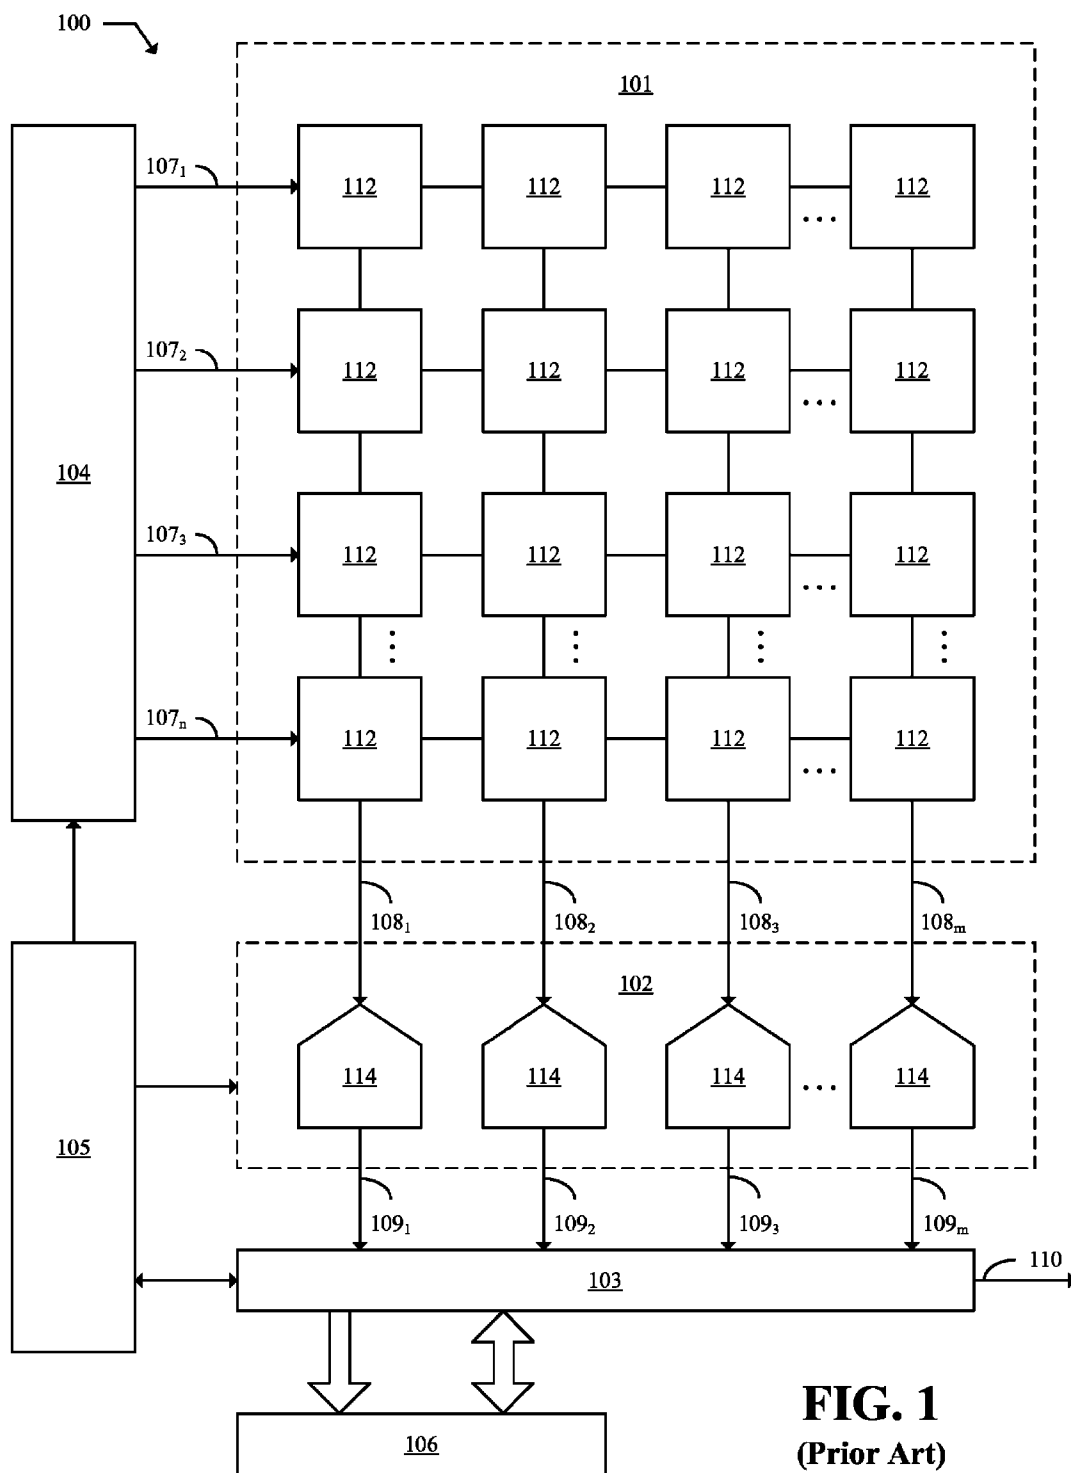 100
101
107₁
112 112 112 112
...
107₂
112 112 112 112
...
104
107₃
112 112 112 112
...
⋮ ⋮ ⋮ ⋮
107ₙ
112 112 112 112
...
108₁ 108₂ 108₃ 108ₘ
102
114 114 114 ... 114
105
109₁ 109₂ 109₃ 109ₘ
103
110
106
FIG. 1
(Prior Art)